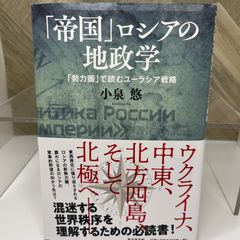 「帝国」ロシアの
地政学
「勢力圏」で読むユーラシア戦略
小泉 悠
итика России
мперии»
ウクライナ、
中東、
北方四島、
そして
北極へ！
混迷する
世界秩序を
理解するための必読書！